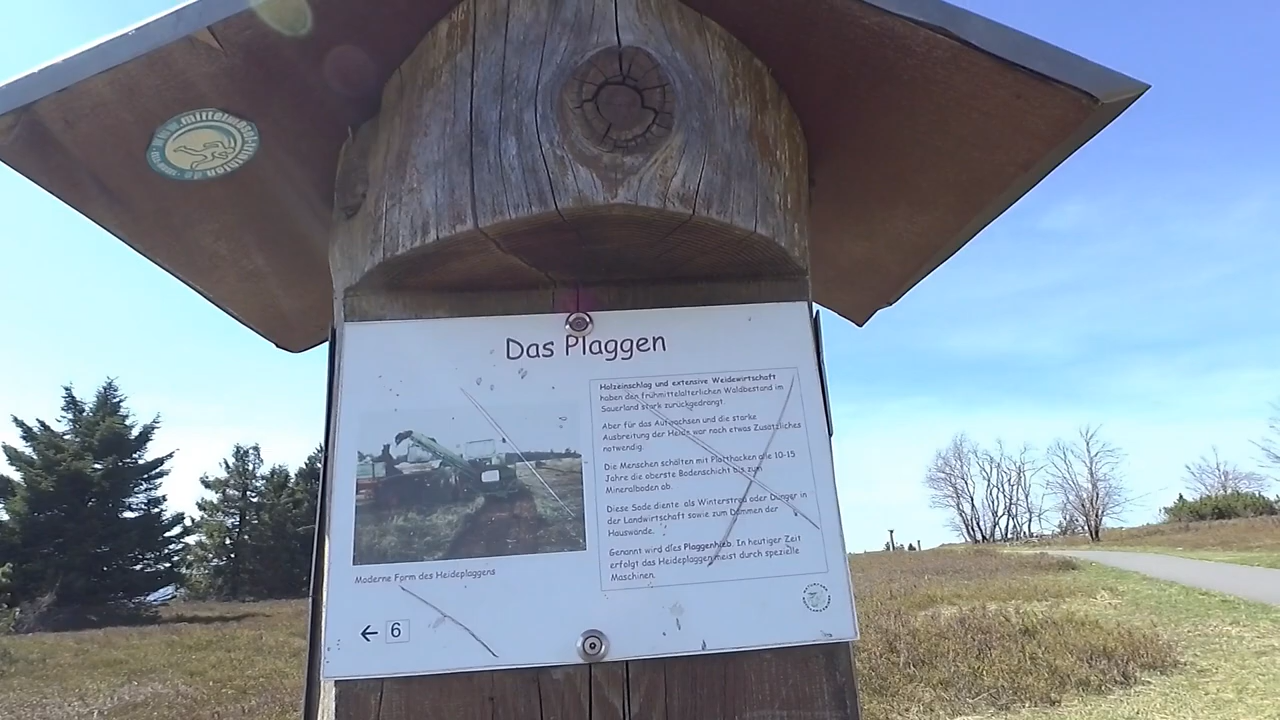 Das Plaggen
Holzeinschlag und extensive Weidewirtschaft
haben den frühmittelalterlichen Waldbestand im
Sauerland stark zurückgedrängt.
Aber für das Aufwachsen und die starke
Ausbreitung der Heide war noch etwas Zusätzliches
notwendig.
Die Menschen schälten mit Platthacken alle 10-15
Jahre die oberste Bodenschicht bis zum
Mineralboden ab.
Diese Sode diente als Winterstreu oder Dünger in
der Landwirtschaft sowie zum Dämmen der
Hauswände.
Genannt wird dies Plaggenhieb. In heutiger Zeit
erfolgt das Heideplaggen meist durch spezielle
Maschinen.
Moderne Form des Heideplaggens
← 6